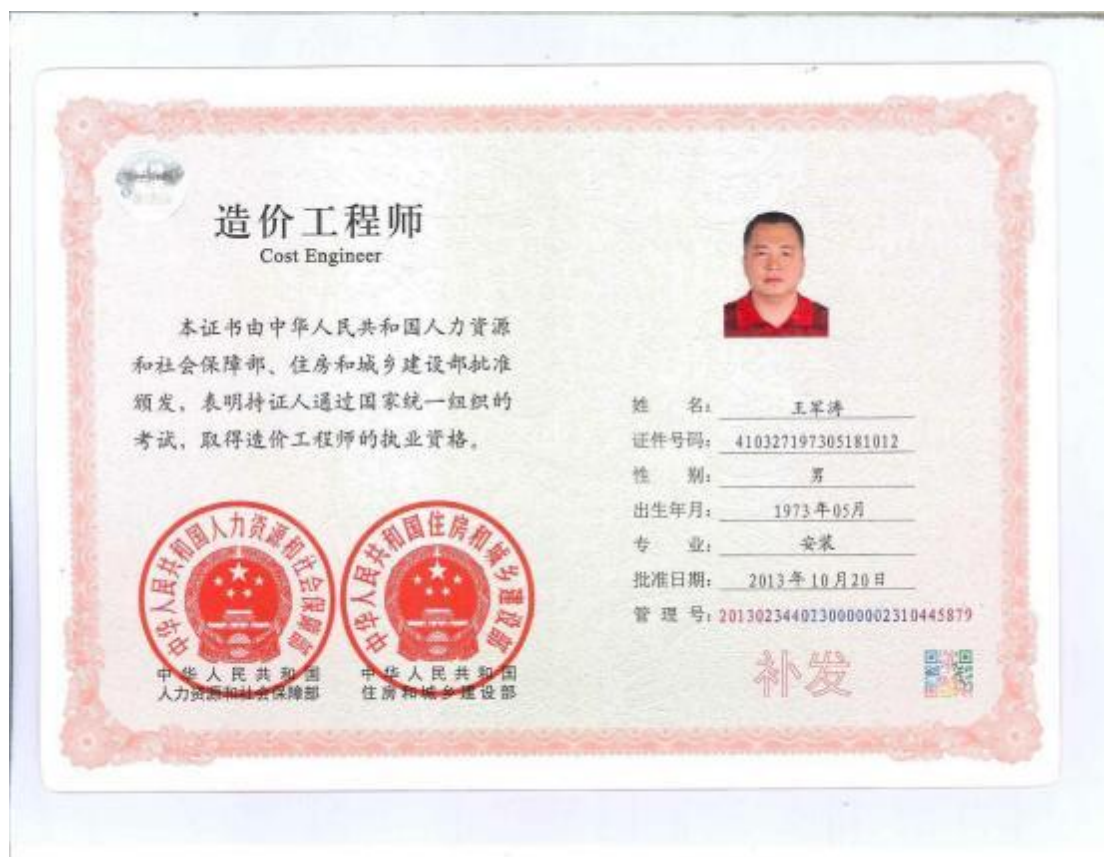 造价工程师
Cost Engineer
本证书由中华人民共和国人力资源
和社会保障部、住房和城乡建设部批准
颁发，表明持证人通过国家统一组织的
考试，取得造价工程师的执业资格。
中华人民共和国人力资源和社会保障部
中华人民共和国住房和城乡建设部
中华人民共和国
人力资源和社会保障部
中华人民共和国
住房和城乡建设部
姓 名：王军涛
证件号码：410327197305181012
性 别：男
出生年月：1973年05月
专 业：安装
批准日期：2013年10月20日
管 理 号：2013023440230000002310445879
补发